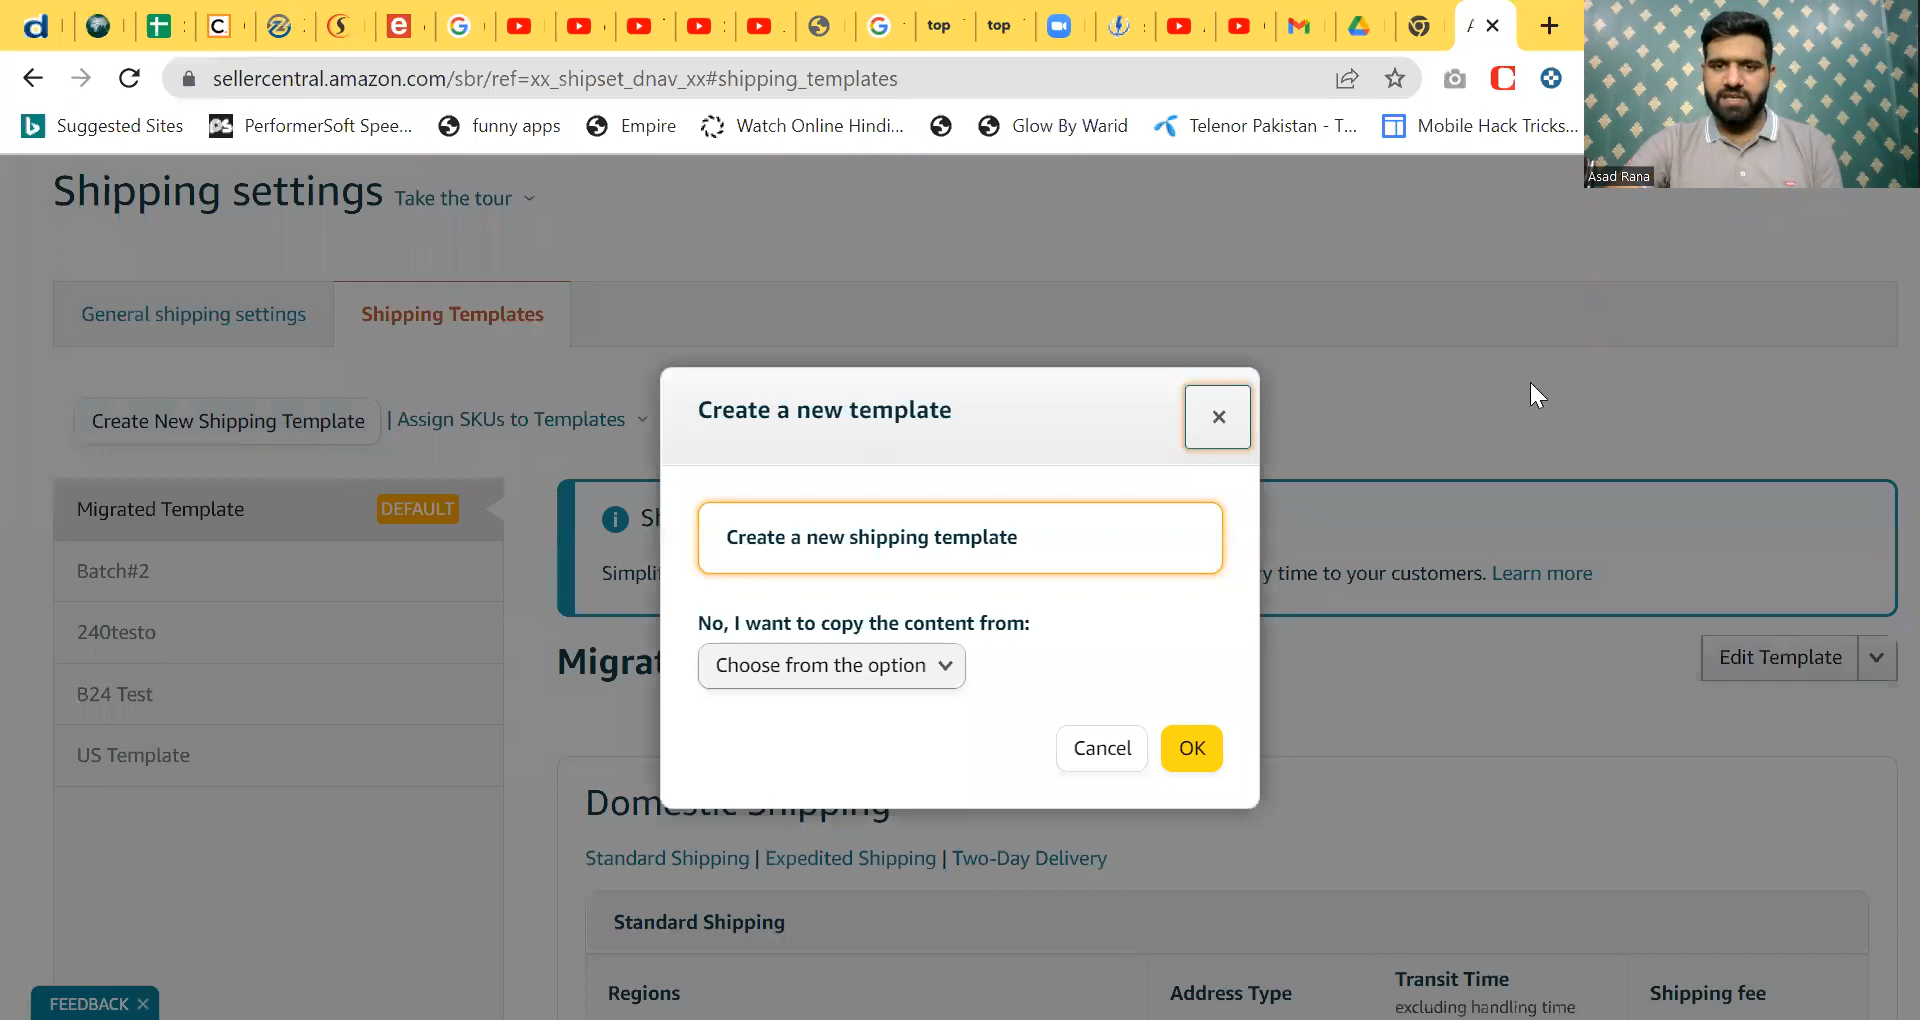 top
top
sellercentral.amazon.com/sbr/ref=xx_shipset_dnav_xx#shipping_templates
Suggested Sites
PerformerSoft Spee...
funny apps
Empire
Watch Online Hindi...
Glow By Warid
Telenor Pakistan - T...
Mobile Hack Tricks...
Asad Rana
Shipping settings
Take the tour
General shipping settings
Shipping Templates
Create New Shipping Template
| Assign SKUs to Templates
Migrated Template
DEFAULT
Batch#2
240testo
B24 Test
US Template
Create a new template
Create a new shipping template
No, I want to copy the content from:
Choose from the option
Cancel
OK
y time to your customers. Learn more
Edit Template
Domestic Shipping
Standard Shipping | Expedited Shipping | Two-Day Delivery
Standard Shipping
Regions
Address Type
Transit Time
excluding handling time
Shipping fee
FEEDBACK